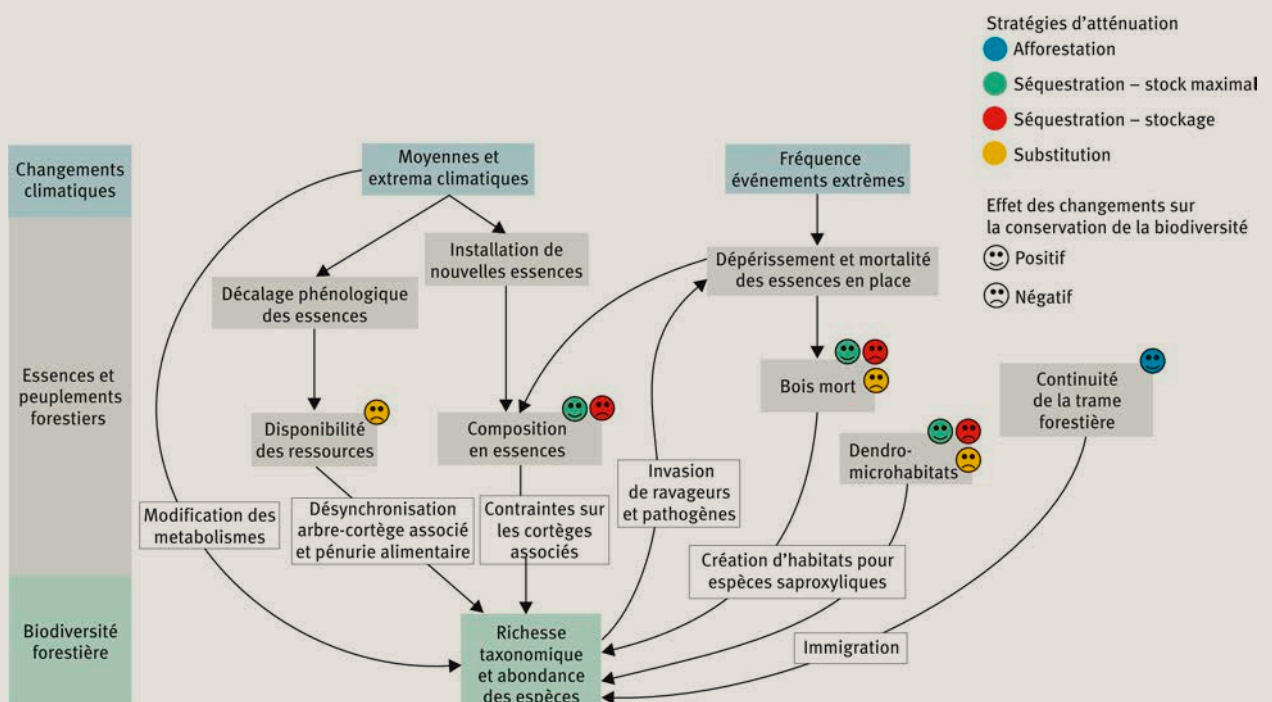 Stratégies d'atténuation
Afforestation
Séquestration – stock maximal
Séquestration – stockage
Substitution
Effet des changements sur
la conservation de la biodiversité
Positif
Négatif
Changements
climatiques
Moyennes et
extrema climatiques
Fréquence
événements extrêmes
Essences et
peuplements
forestiers
Installation de
nouvelles essences
Dépérissement et mortalité
des essences en place
Décalage phénologique
des essences
Bois mort
Continuité
de la trame
forestière
Disponibilité
des ressources
Composition
en essences
Dendro-
microhabitats
Invasion
de ravageurs
et pathogènes
Modification des
metabolismes
Désynchronisation
arbre-cortège associé
et pénurie alimentaire
Contraintes sur
les cortèges
associés
Création d'habitats pour
espèces saproxyliques
Biodiversité
forestière
Richesse
taxonomique
et abondance
des espèces
Immigration